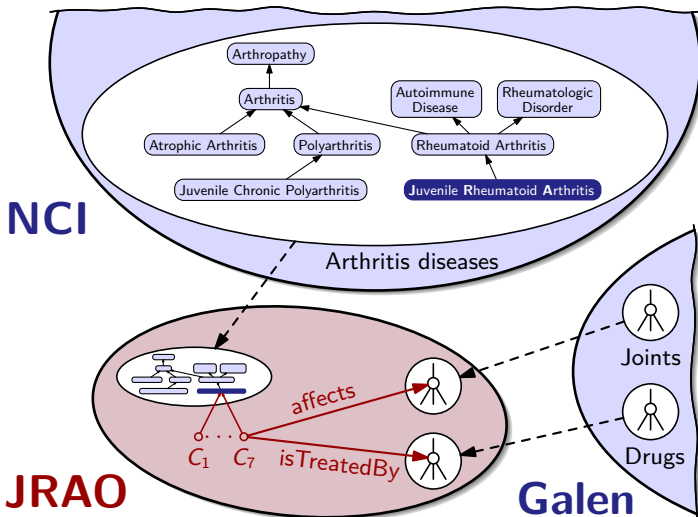 Arthropathy
Arthritis
Autoimmune
Disease
Rheumatologic
Disorder
Atrophic Arthritis
Polyarthritis
Rheumatoid Arthritis
Juvenile Chronic Polyarthritis
Juvenile Rheumatoid Arthritis
NCI
Arthritis diseases
Joints
affects
C1
C7
isTreatedBy
Drugs
JRAO
Galen